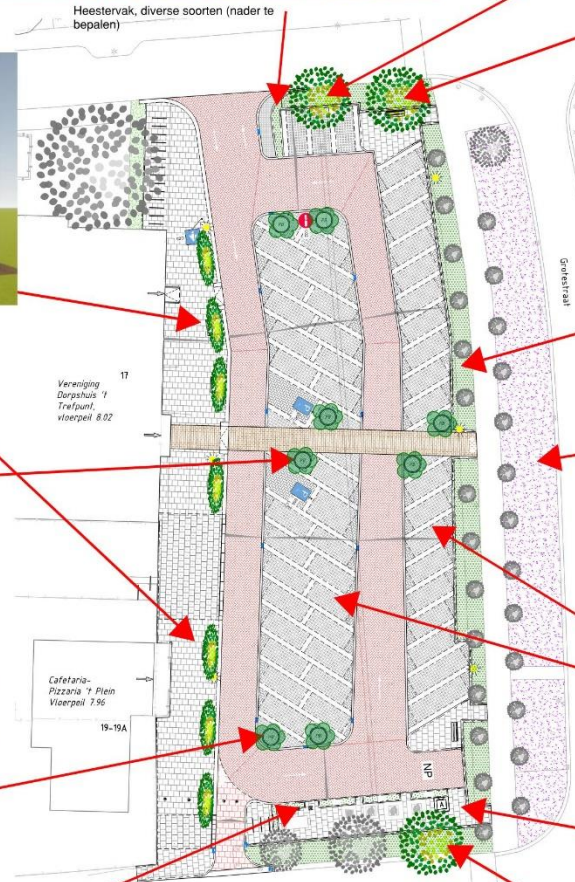 Heestervak, diverse soorten (nader te
bepalen)
Grotestraat
17
Vereniging
Dorpshuis 't
Trefpunt,
vloerpeil 8.02
Cafetaria-
Pizzaria 't Plein
Vloerpeil 7.96
19-19A
NP